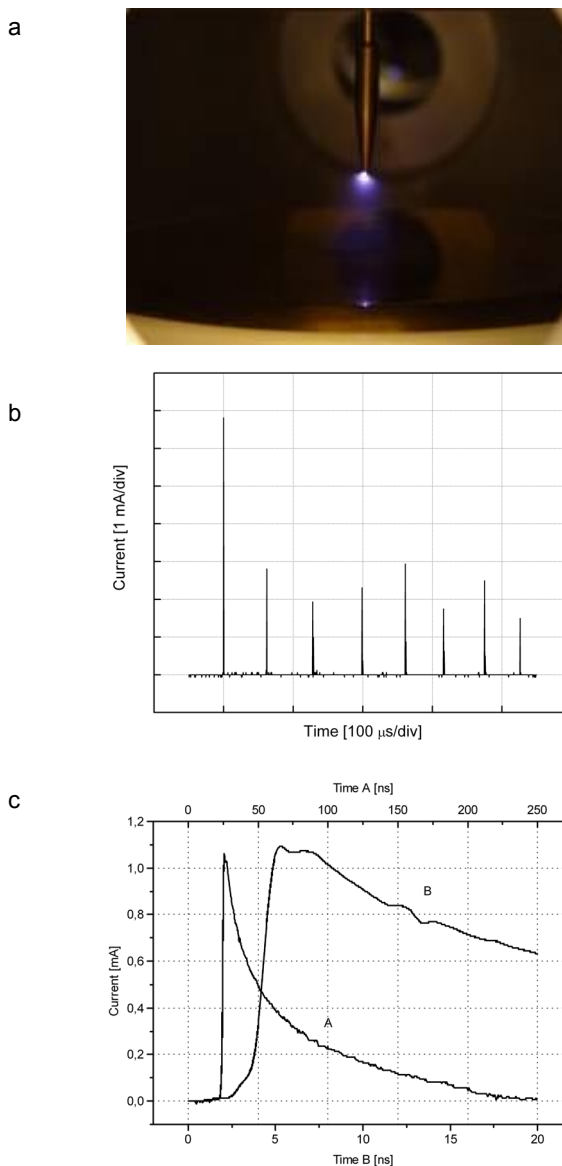 a
b
Current [1 mA/div]
Time [100 μs/div]
c
Time A [ns]
0 50 100 150 200 250
1,2
1,0
0,8
0,6
0,4
0,2
0,0
Current [mA]
B
A
0 5 10 15 20
Time B [ns]